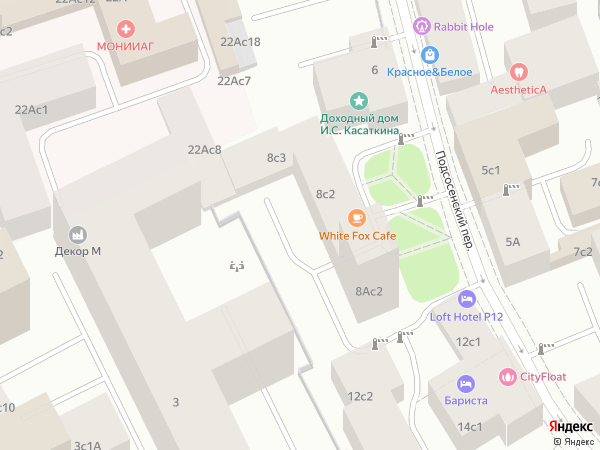 22Ас12
с2
МОНИИАГ
22Ас18
Rabbit Hole
Красное&Белое
6
AestheticA
22Ас7
22Ас1
Доходный дом
И.С. Касаткина
22Ас8
8с3
Подсосенский пер.
5с1
8с2
White Fox Cafe
5А
7с2
Декор М
8Ас2
Loft Hotel P12
12с1
CityFloat
Бариста
12с2
14с1
3
с10
3с1А
Яндекс
© Яндекс